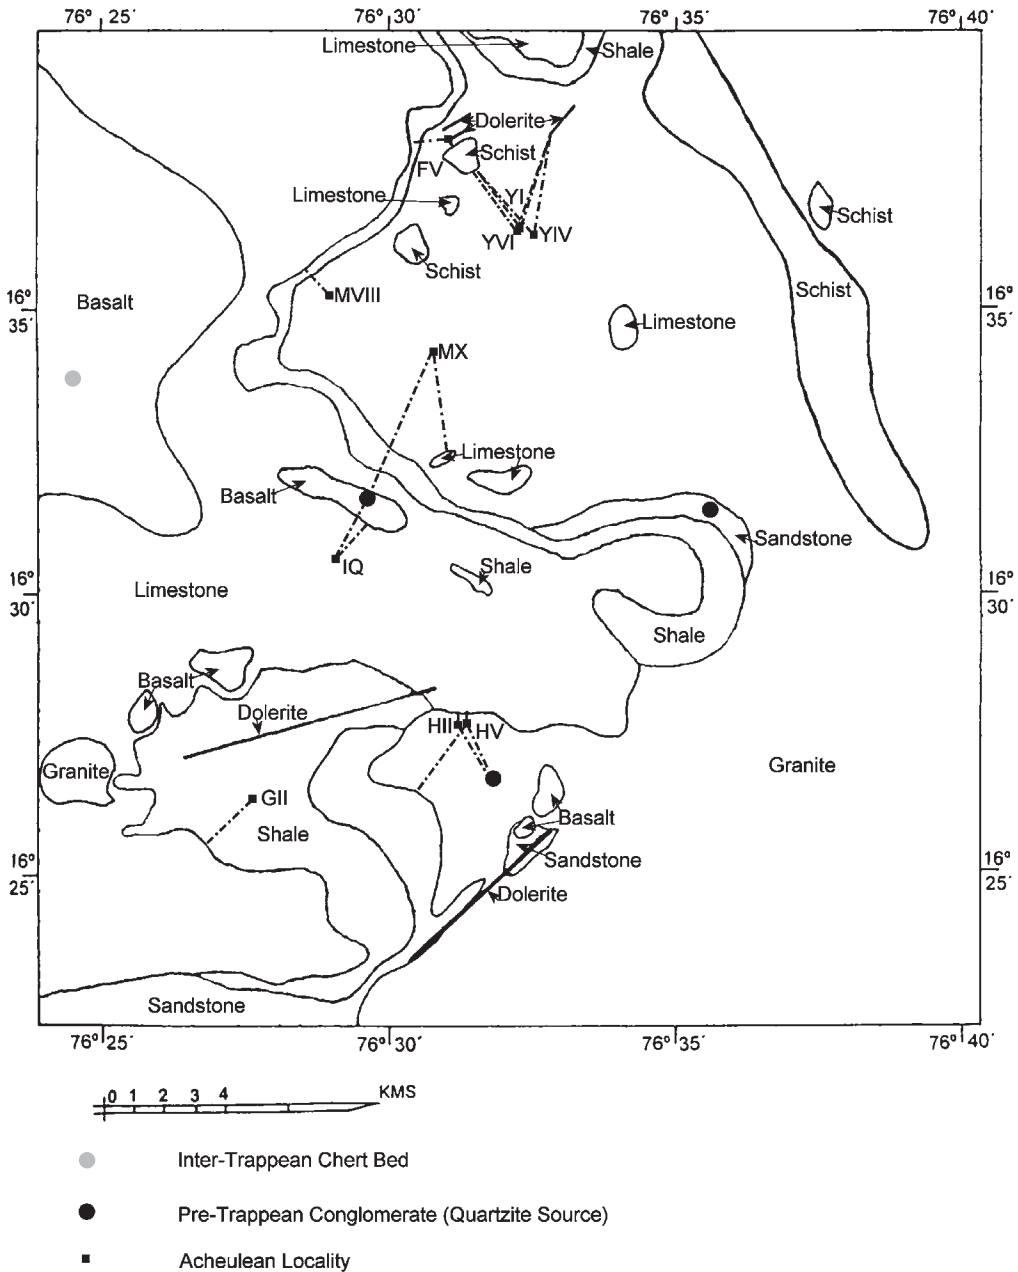 76° 25´ 76° 30´ 76° 35´ 76° 40´
Limestone
Shale
Dolerite
Schist
FV
YI
Limestone
YVI
YIV
Schist
Schist
Schist
MVIII
Basalt
16°
35´
16°
35´
Limestone
MX
Limestone
Basalt
Sandstone
IQ
Shale
16°
30´
16°
30´
Limestone
Shale
Basalt
Dolerite
HII
HV
Granite
Granite
GII
Basalt
Shale
Sandstone
16°
25´
16°
25´
Dolerite
Sandstone
76° 25´ 76° 30´ 76° 35´ 76° 40´
0 1 2 3 4 KMS
Inter-Trappean Chert Bed
Pre-Trappean Conglomerate (Quartzite Source)
Acheulean Locality